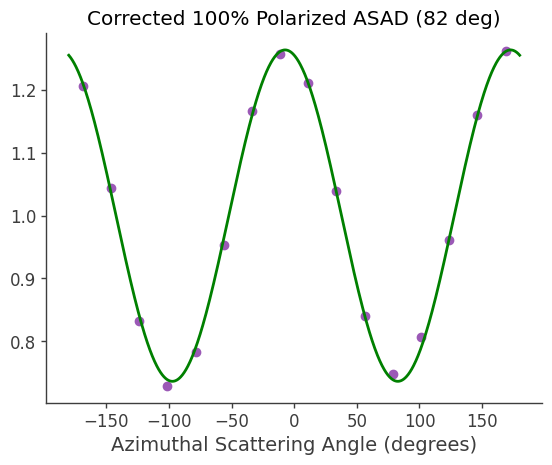 Corrected 100% Polarized ASAD (82 deg)
1.2
1.1
1.0
0.9
0.8
−150 −100 −50 0 50 100 150
Azimuthal Scattering Angle (degrees)